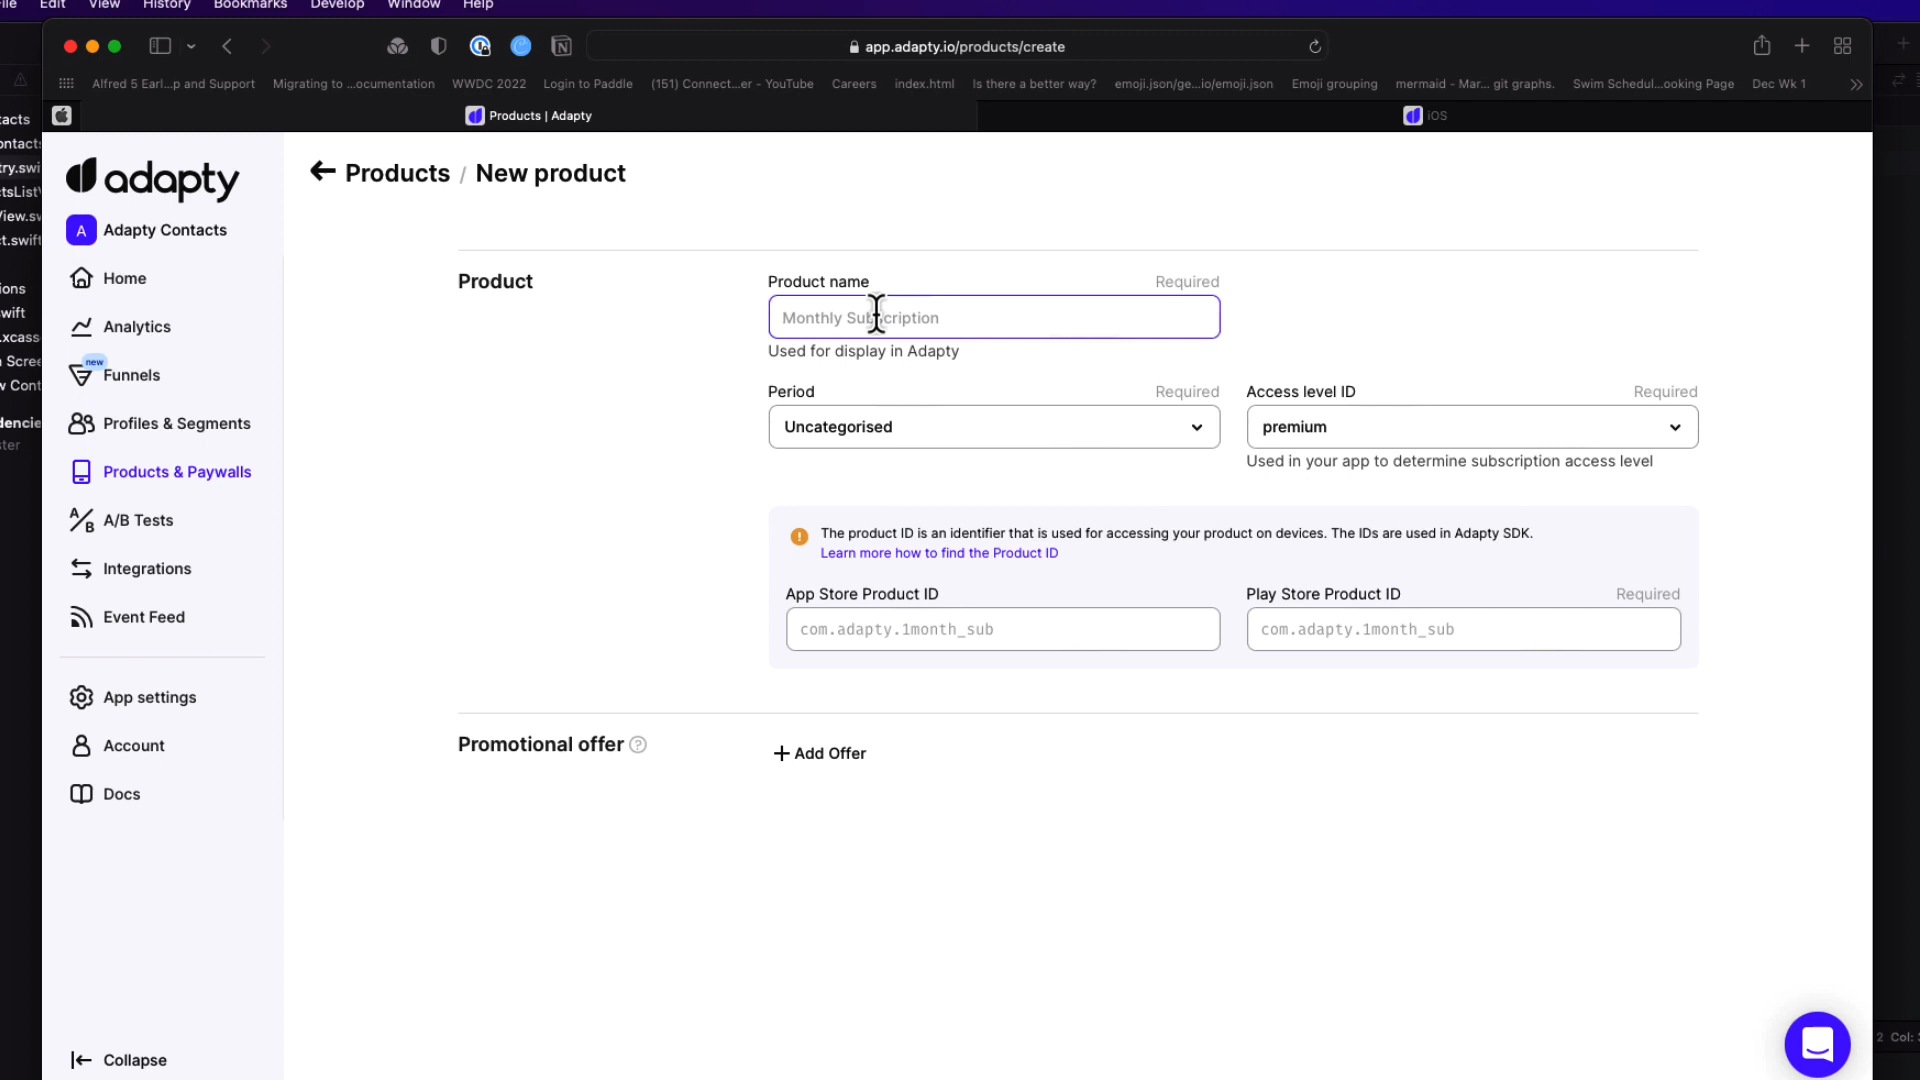 File Edit View History Bookmarks Develop Window Help
app.adapty.io/products/create
Alfred 5 Earl...p and Support Migrating to ...ocumentation WWDC 2022 Login to Paddle (151) Connect...er - YouTube Careers index.html Is there a better way? emoji.json/ge...io/emoji.json Emoji grouping mermaid - Mar... git graphs. Swim Schedul...ooking Page Dec Wk 1
Products | Adapty
iOS
adapty
A Adapty Contacts
Home
Analytics
new
Funnels
Profiles & Segments
Products & Paywalls
A/B A/B Tests
Integrations
Event Feed
App settings
Account
Docs
Collapse
Products / New product
Product
Product name Required
Monthly Subscription
Used for display in Adapty
Period Required
Uncategorised
Access level ID Required
premium
Used in your app to determine subscription access level
The product ID is an identifier that is used for accessing your product on devices. The IDs are used in Adapty SDK.
Learn more how to find the Product ID
App Store Product ID
com.adapty.1month_sub
Play Store Product ID Required
com.adapty.1month_sub
Promotional offer ?
+ Add Offer